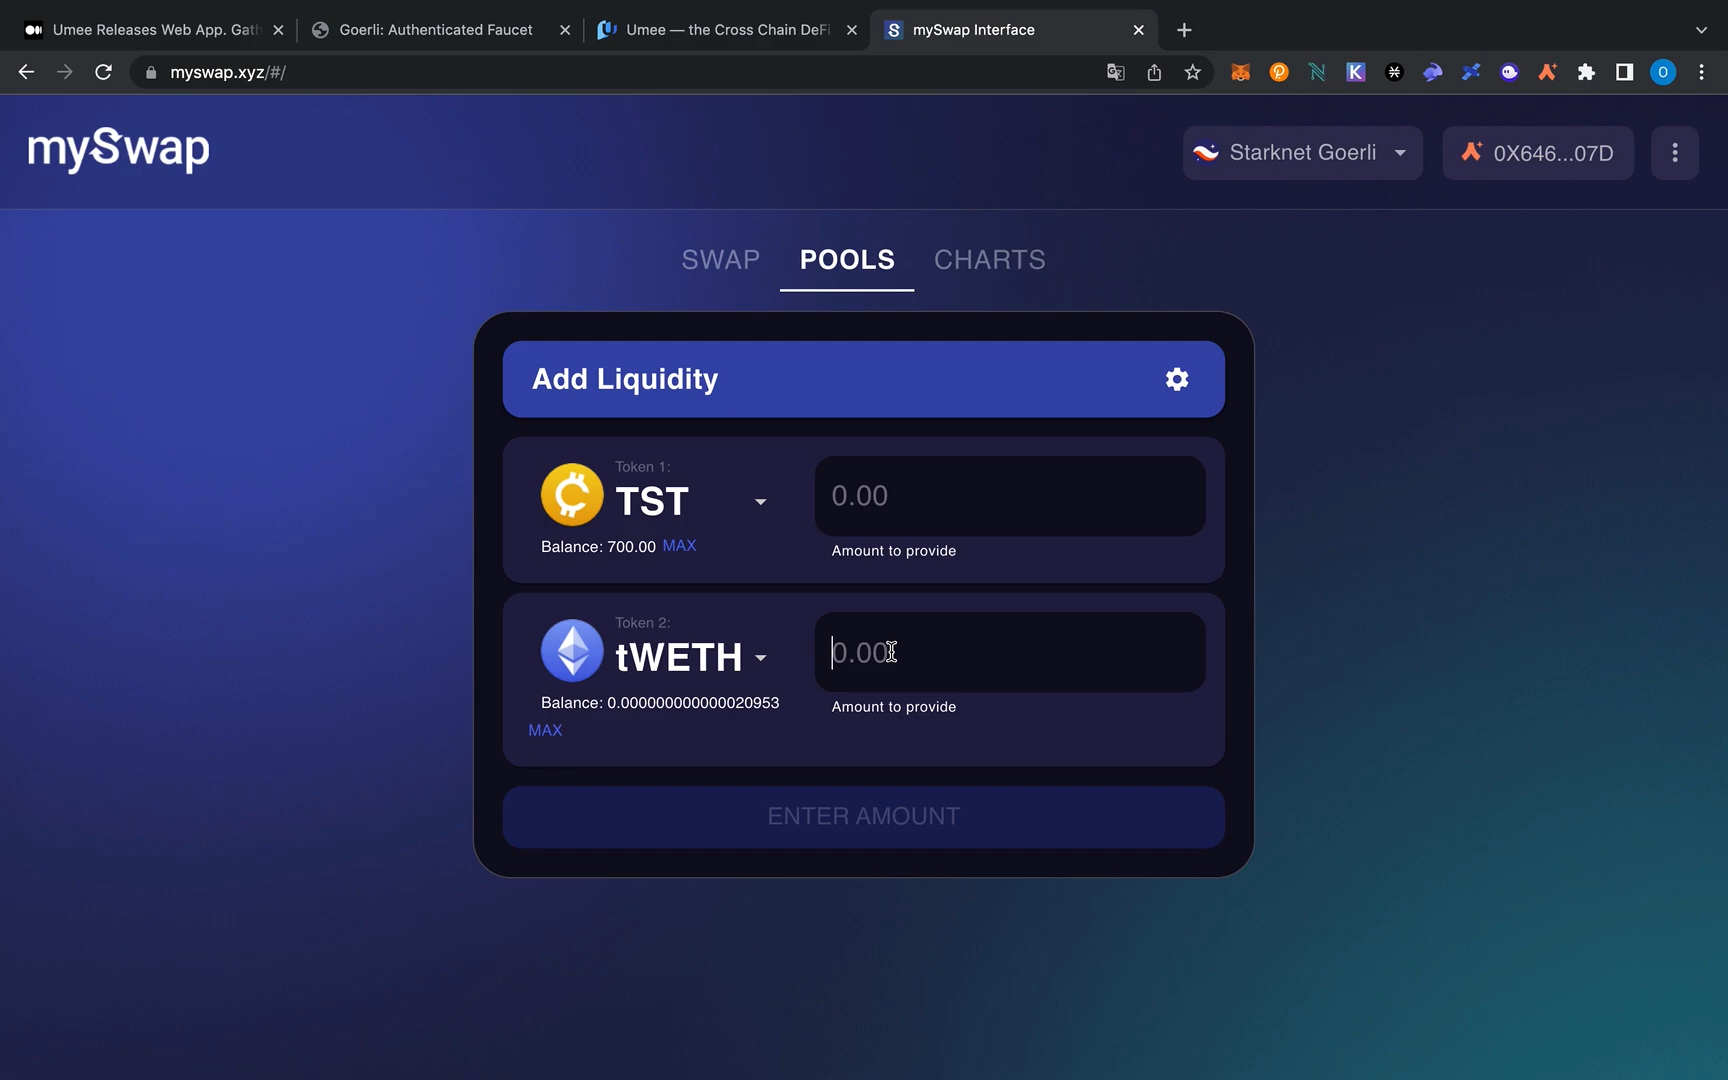 Umee Releases Web App. Gath
Goerli: Authenticated Faucet
Umee — the Cross Chain DeFi
mySwap Interface
myswap.xyz/#/
mySwap
Starknet Goerli
0X646...07D
SWAP
POOLS
CHARTS
Add Liquidity
Token 1:
TST
0.00
Balance: 700.00 MAX
Amount to provide
Token 2:
tWETH
0.00
Balance: 0.000000000000020953
Amount to provide
MAX
ENTER AMOUNT